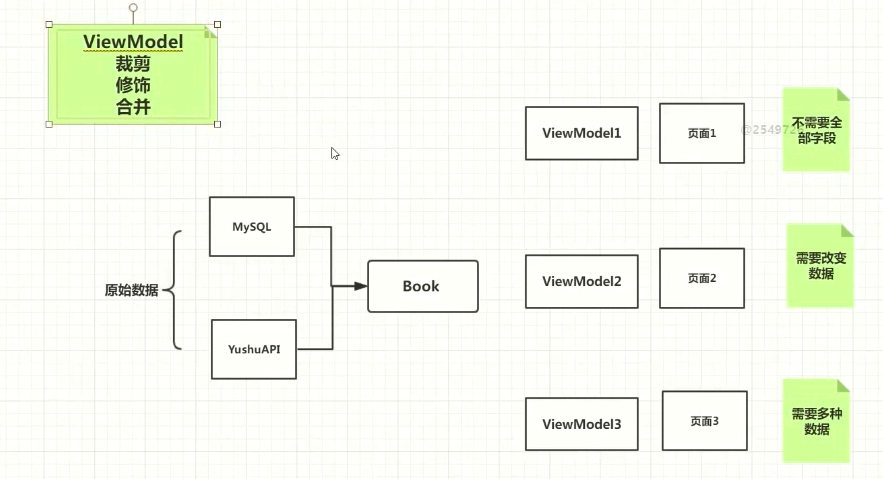 ViewModel
裁剪
修饰
合并
ViewModel1
页面1
@254972
不需要全
部字段
MySQL
原始数据
YushuAPI
Book
ViewModel2
页面2
需要改变
数据
ViewModel3
页面3
需要多种
数据